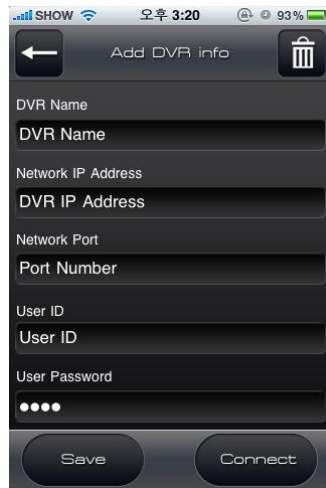 SHOW 오후 3:20 93%
Add DVR info
DVR Name
DVR Name
Network IP Address
DVR IP Address
Network Port
Port Number
User ID
User ID
User Password
●●●●
Save Connect